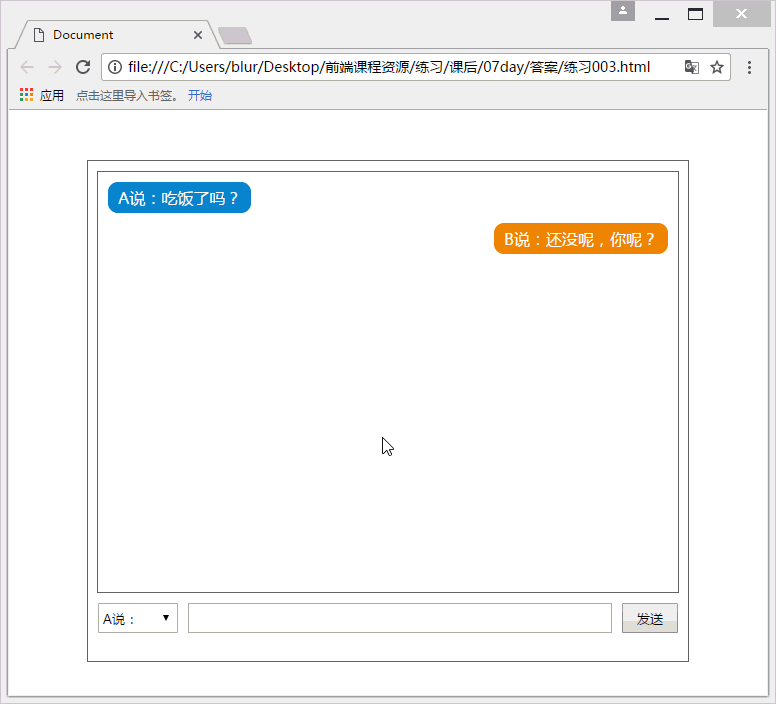 Document
file:///C:/Users/blur/Desktop/前端课程资源/练习/课后/07day/答案/练习003.html
应用 点击这里导入书签。 开始
A说：吃饭了吗？
B说：还没呢，你呢？
A说： 发送